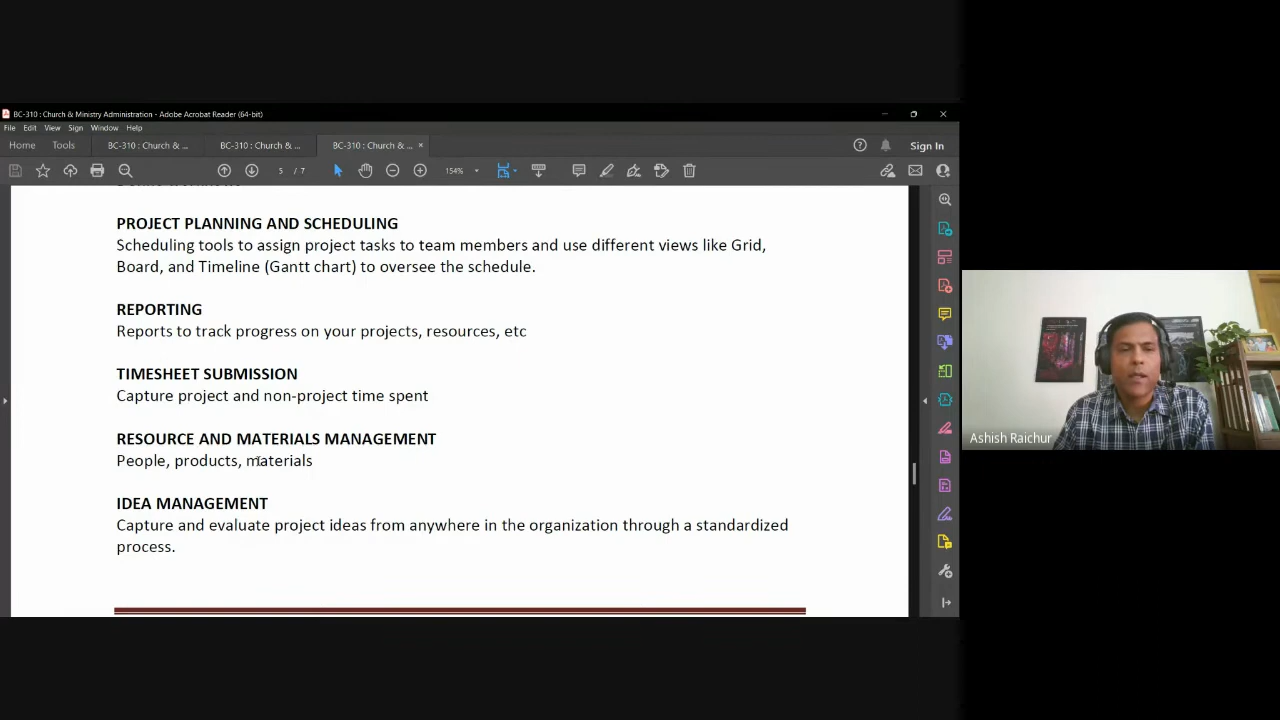 BC-310 : Church & Ministry Administration - Adobe Acrobat Reader (64-bit)
File Edit View Sign Window Help
Home Tools BC-310 : Church & ... BC-310 : Church & ... BC-310 : Church & ... × Sign In
5 / 7 154%
PROJECT PLANNING AND SCHEDULING
Scheduling tools to assign project tasks to team members and use different views like Grid,
Board, and Timeline (Gantt chart) to oversee the schedule.
REPORTING
Reports to track progress on your projects, resources, etc
TIMESHEET SUBMISSION
Capture project and non-project time spent
RESOURCE AND MATERIALS MANAGEMENT
People, products, materials
IDEA MANAGEMENT
Capture and evaluate project ideas from anywhere in the organization through a standardized
process.
Ashish Raichur